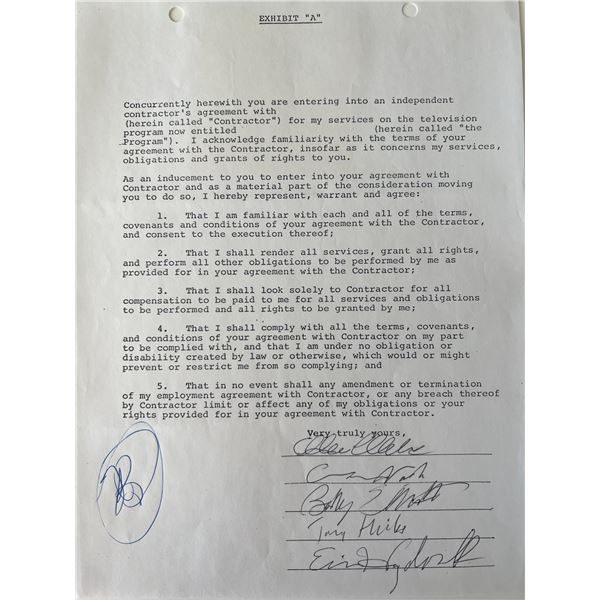 EXHIBIT "A"
Concurrently herewith you are entering into an independent
contractor's agreement with
(herein called "Contractor") for my services on the television
program now entitled (herein called "the
Program"). I acknowledge familiarity with the terms of your
agreement with the Contractor, insofar as it concerns my services,
obligations and grants of rights to you.
As an inducement to you to enter into your agreement with
Contractor and as a material part of the consideration moving
you to do so, I hereby represent, warrant and agree:
1. That I am familiar with each and all of the terms,
covenants and conditions of your agreement with the Contractor,
and consent to the execution thereof;
2. That I shall render all services, grant all rights,
and perform all other obligations to be performed by me as
provided for in your agreement with the Contractor;
3. That I shall look solely to Contractor for all
compensation to be paid to me for all services and obligations
to be performed and all rights to be granted by me;
4. That I shall comply with all the terms, covenants,
and conditions of your agreement with Contractor on my part
to be complied with, and that I am under no obligation or
disability created by law or otherwise, which would or might
prevent or restrict me from so complying; and
5. That in no event shall any amendment or termination
of my employment agreement with Contractor, or any breach thereof
by Contractor limit or affect any of my obligations or your
rights provided for in your agreement with Contractor.
Very truly yours,
Bobby Elliott
Tony Hicks